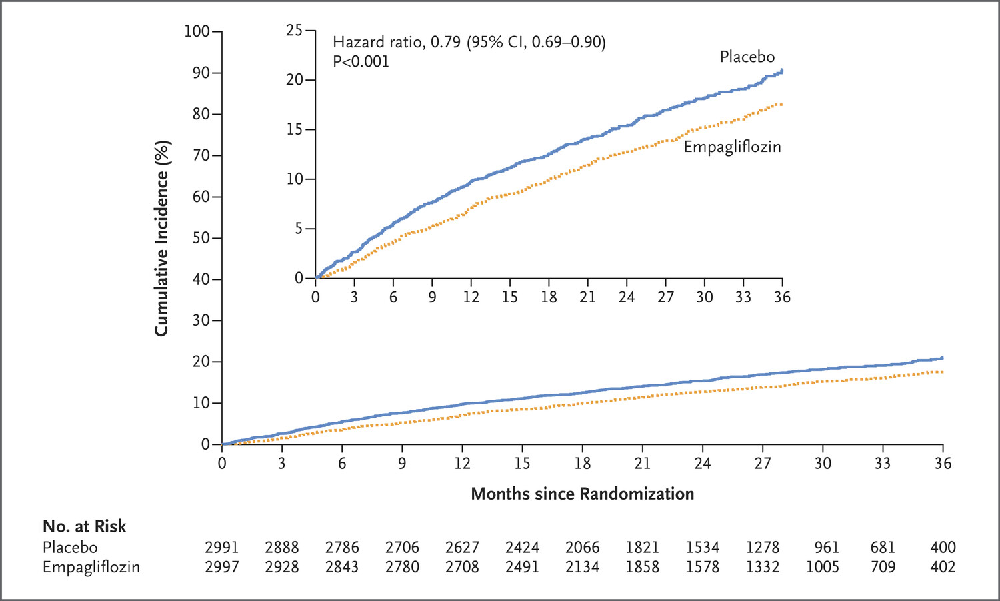 Cumulative Incidence (%)
100
90
80
70
60
50
40
30
20
10
0
25
20
15
10
5
0
Hazard ratio, 0.79 (95% CI, 0.69–0.90)
P<0.001
Placebo
Empagliflozin
0 3 6 9 12 15 18 21 24 27 30 33 36
0 3 6 9 12 15 18 21 24 27 30 33 36
Months since Randomization
No. at Risk
Placebo 2991 2888 2786 2706 2627 2424 2066 1821 1534 1278 961 681 400
Empagliflozin 2997 2928 2843 2780 2708 2491 2134 1858 1578 1332 1005 709 402